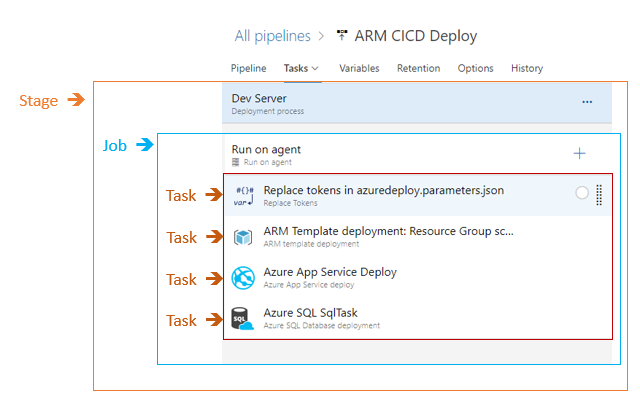 All pipelines > ARM CICD Deploy
Pipeline Tasks Variables Retention Options History
Stage
Dev Server ...
Deployment process
Job
Run on agent +
Run on agent
Task
#{}#
var
Replace tokens in azuredeploy.parameters.json
Replace Tokens
Task
ARM Template deployment: Resource Group sc...
ARM template deployment
Task
Azure App Service Deploy
Azure App Service deploy
Task
SQL
Azure SQL SqlTask
Azure SQL Database deployment